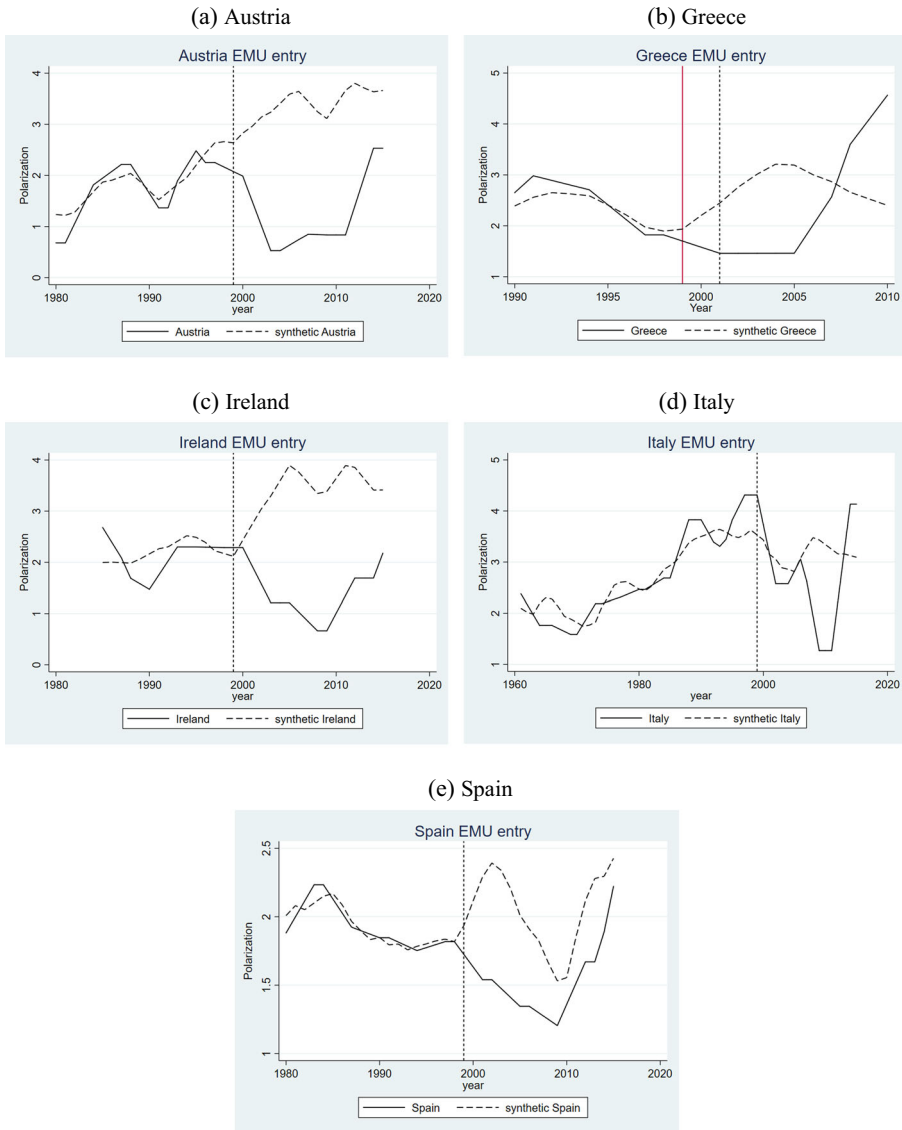 (a) Austria
Austria EMU entry
Polarization
4
3
2
1
0
1980 1990 2000 2010 2020
year
Austria synthetic Austria
(b) Greece
Greece EMU entry
Polarization
5
4
3
2
1
1990 1995 2000 2005 2010
Year
Greece synthetic Greece
(c) Ireland
Ireland EMU entry
Polarization
4
3
2
1
0
1980 1990 2000 2010 2020
year
Ireland synthetic Ireland
(d) Italy
Italy EMU entry
Polarization
5
4
3
2
1
1960 1980 2000 2020
year
Italy synthetic Italy
(e) Spain
Spain EMU entry
Polarization
2.5
2
1.5
1
1980 1990 2000 2010 2020
year
Spain synthetic Spain